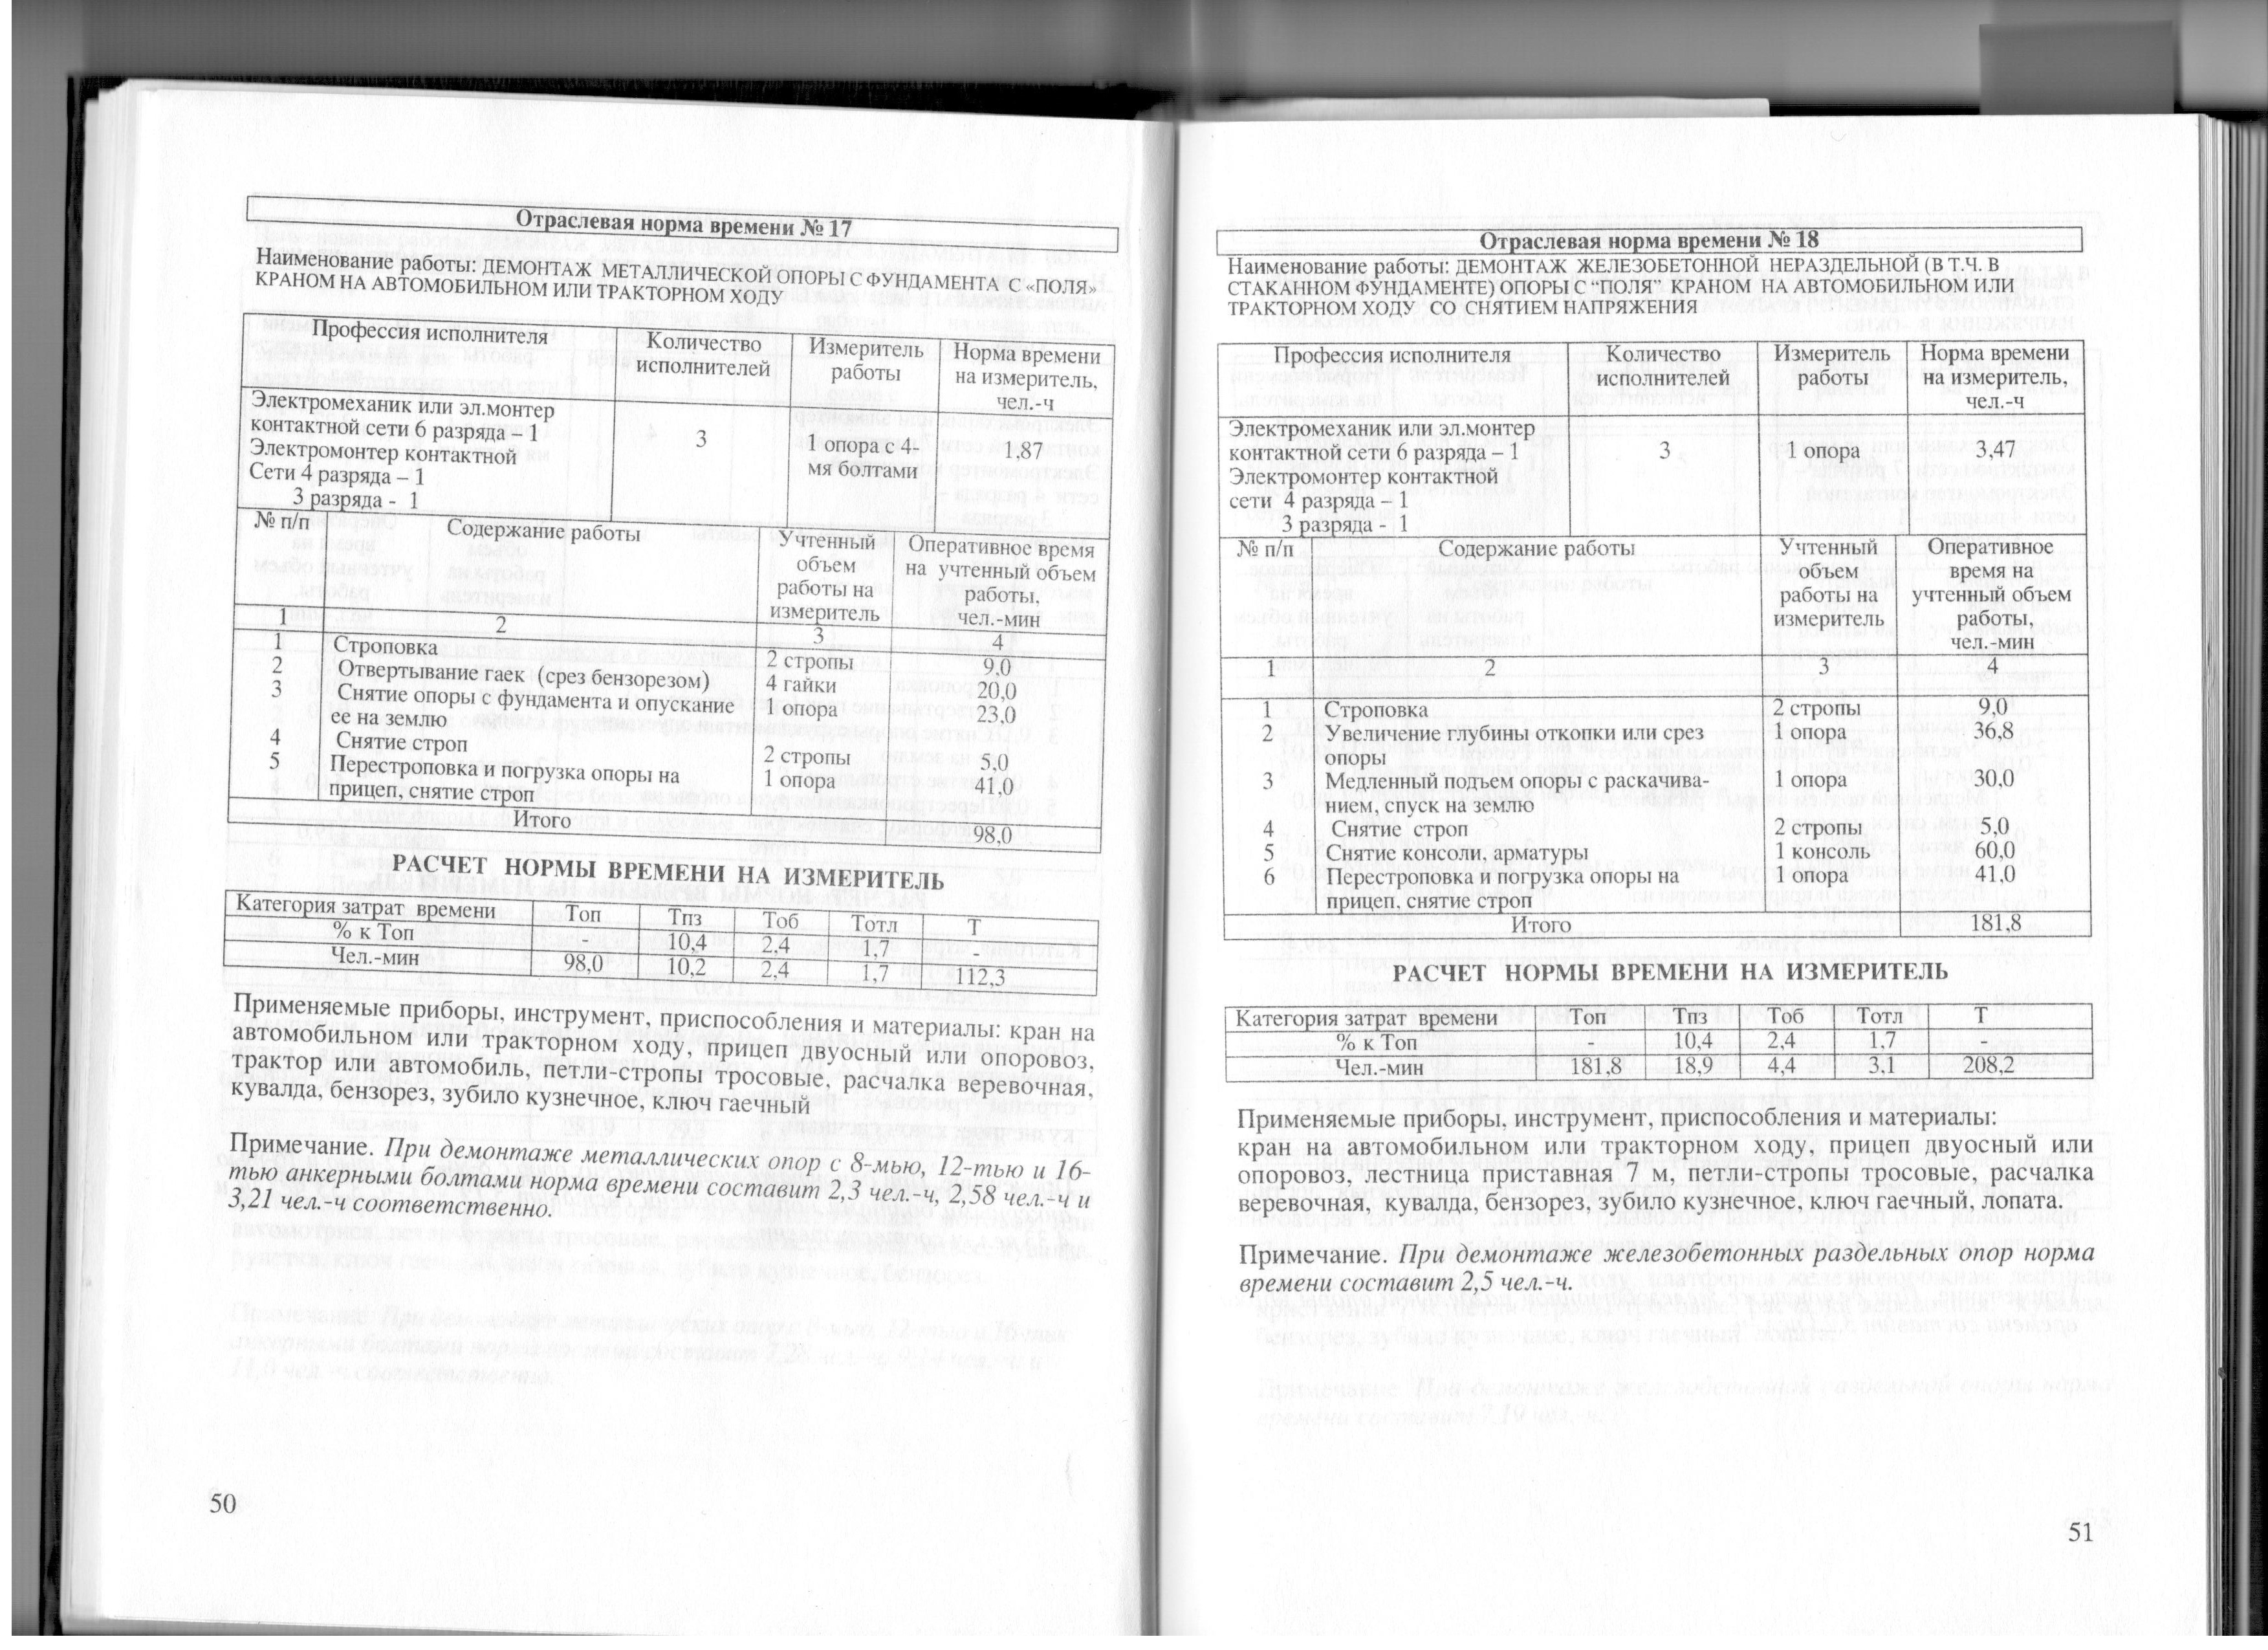 Отраслевая норма времени № 17
Наименование работы: ДЕМОНТАЖ МЕТАЛЛИЧЕСКОЙ ОПОРЫ С ФУНДАМЕНТА С «ПОЛЯ»
КРАНОМ НА АВТОМОБИЛЬНОМ ИЛИ ТРАКТОРНОМ ХОДУ
Профессия исполнителя Количество исполнителей Измеритель работы Норма времени на измеритель, чел.-ч
Электромеханик или эл.монтер
контактной сети 6 разряда – 1
Электромонтер контактной
Сети 4 разряда – 1
3 разряда - 1
3
1 опора с 4-
мя болтами
1,87
№ п/п Содержание работы Учтенный объем работы на измеритель Оперативное время на учтенный объем работы, чел.-мин
1 2 3 4
1 Строповка 2 стропы 9,0
2 Отвертывание гаек (срез бензорезом) 4 гайки 20,0
3 Снятие опоры с фундамента и опускание 1 опора 23,0
ее на землю
4 Снятие строп 2 стропы 5,0
5 Перестроповка и погрузка опоры на 1 опора 41,0
прицеп, снятие строп
Итого 98,0
РАСЧЕТ НОРМЫ ВРЕМЕНИ НА ИЗМЕРИТЕЛЬ
Категория затрат времени Топ Тпз Тоб Тотл Т
% к Топ - 10,4 2,4 1,7 -
Чел.-мин 98,0 10,2 2,4 1,7 112,3
Применяемые приборы, инструмент, приспособления и материалы: кран на
автомобильном или тракторном ходу, прицеп двуосный или опоровоз,
трактор или автомобиль, петли-стропы тросовые, расчалка веревочная,
кувалда, бензорез, зубило кузнечное, ключ гаечный
Примечание. При демонтаже металлических опор с 8-мью, 12-тью и 16-
тью анкерными болтами норма времени составит 2,3 чел.-ч, 2,58 чел.-ч и
3,21 чел.-ч соответственно.
50
Отраслевая норма времени № 18
Наименование работы: ДЕМОНТАЖ ЖЕЛЕЗОБЕТОННОЙ НЕРАЗДЕЛЬНОЙ (В Т.Ч. В
СТАКАННОМ ФУНДАМЕНТЕ) ОПОРЫ С “ПОЛЯ” КРАНОМ НА АВТОМОБИЛЬНОМ ИЛИ
ТРАКТОРНОМ ХОДУ СО СНЯТИЕМ НАПРЯЖЕНИЯ
Профессия исполнителя Количество исполнителей Измеритель работы Норма времени на измеритель, чел.-ч
Электромеханик или эл.монтер
контактной сети 6 разряда – 1
Электромонтер контактной
сети 4 разряда – 1
3 разряда - 1
3
1 опора
3,47
№ п/п Содержание работы Учтенный объем работы на измеритель Оперативное время на учтенный объем работы, чел.-мин
1 2 3 4
1 Строповка 2 стропы 9,0
2 Увеличение глубины откопки или срез 1 опора 36,8
опоры
3 Медленный подъем опоры с раскачива- 1 опора 30,0
нием, спуск на землю
4 Снятие строп 2 стропы 5,0
5 Снятие консоли, арматуры 1 консоль 60,0
6 Перестроповка и погрузка опоры на 1 опора 41,0
прицеп, снятие строп
Итого 181,8
РАСЧЕТ НОРМЫ ВРЕМЕНИ НА ИЗМЕРИТЕЛЬ
Категория затрат времени Топ Тпз Тоб Тотл Т
% к Топ - 10,4 2,4 1,7 -
Чел.-мин 181,8 18,9 4,4 3,1 208,2
Применяемые приборы, инструмент, приспособления и материалы:
кран на автомобильном или тракторном ходу, прицеп двуосный или
опоровоз, лестница приставная 7 м, петли-стропы тросовые, расчалка
веревочная, кувалда, бензорез, зубило кузнечное, ключ гаечный, лопата.
Примечание. При демонтаже железобетонных раздельных опор норма
времени составит 2,5 чел.-ч.
51